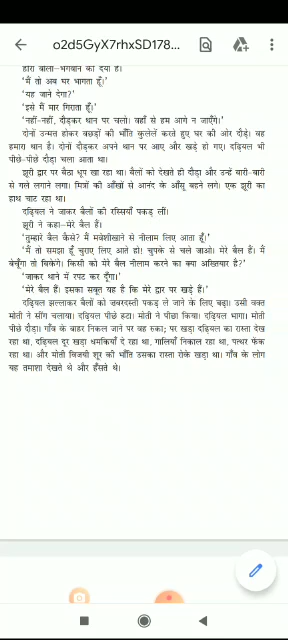 o2d5GyX7rhxSD178...
हीरा बोला-भगवान की दया है।
'मैं तो अब घर भागता हूँ।'
'यह जाने देगा?'
'इसे मैं मार गिराता हूँ।'
'नहीं-नहीं, दौड़कर थान पर चलो। वहाँ से हम आगे न जाएँगे।'
दोनों उन्मत्त होकर बछड़ों की भाँति कुलेलें करते हुए घर की ओर दौड़े। वह
हमारा थान है। दोनों दौड़कर अपने थान पर आए और खड़े हो गए। दढ़ियल भी
पीछे-पीछे दौड़ा चला आता था।
झूरी द्वार पर बैठा धूप खा रहा था। बैलों को देखते ही दौड़ा और उन्हें बारी-बारी
से गले लगाने लगा। मित्रों की आँखों से आनंद के आँसू बहने लगे। एक झूरी का
हाथ चाट रहा था।
दढ़ियल ने जाकर बैलों की रस्सियाँ पकड़ लीं।
झूरी ने कहा-मेरे बैल हैं।
'तुम्हारे बैल कैसे? मैं मवेशीखाने से नीलाम लिए आता हूँ।'
'मैं तो समझा हूँ चुराए लिए आते हो! चुपके से चले जाओ। मेरे बैल हैं। मैं
बेचूँगा तो बिकेंगे। किसी को मेरे बैल नीलाम करने का क्या अख्तियार है?'
'जाकर थाने में रपट कर दूँगा।'
'मेरे बैल हैं। इसका सबूत यह है कि मेरे द्वार पर खड़े हैं।'
दढ़ियल झल्लाकर बैलों को ज़बरदस्ती पकड़ ले जाने के लिए बढ़ा। उसी वक्त
मोती ने सींग चलाया। दढ़ियल पीछे हटा। मोती ने पीछा किया। दढ़ियल भागा। मोती
पीछे दौड़ा। गाँव के बाहर निकल जाने पर वह रुका; पर खड़ा दढ़ियल का रास्ता देख
रहा था, दढ़ियल दूर खड़ा धमकियाँ दे रहा था, गालियाँ निकाल रहा था, पत्थर फेंक
रहा था। और मोती विजयी शूर की भाँति उसका रास्ता रोके खड़ा था। गाँव के लोग
यह तमाशा देखते थे और हँसते थे।